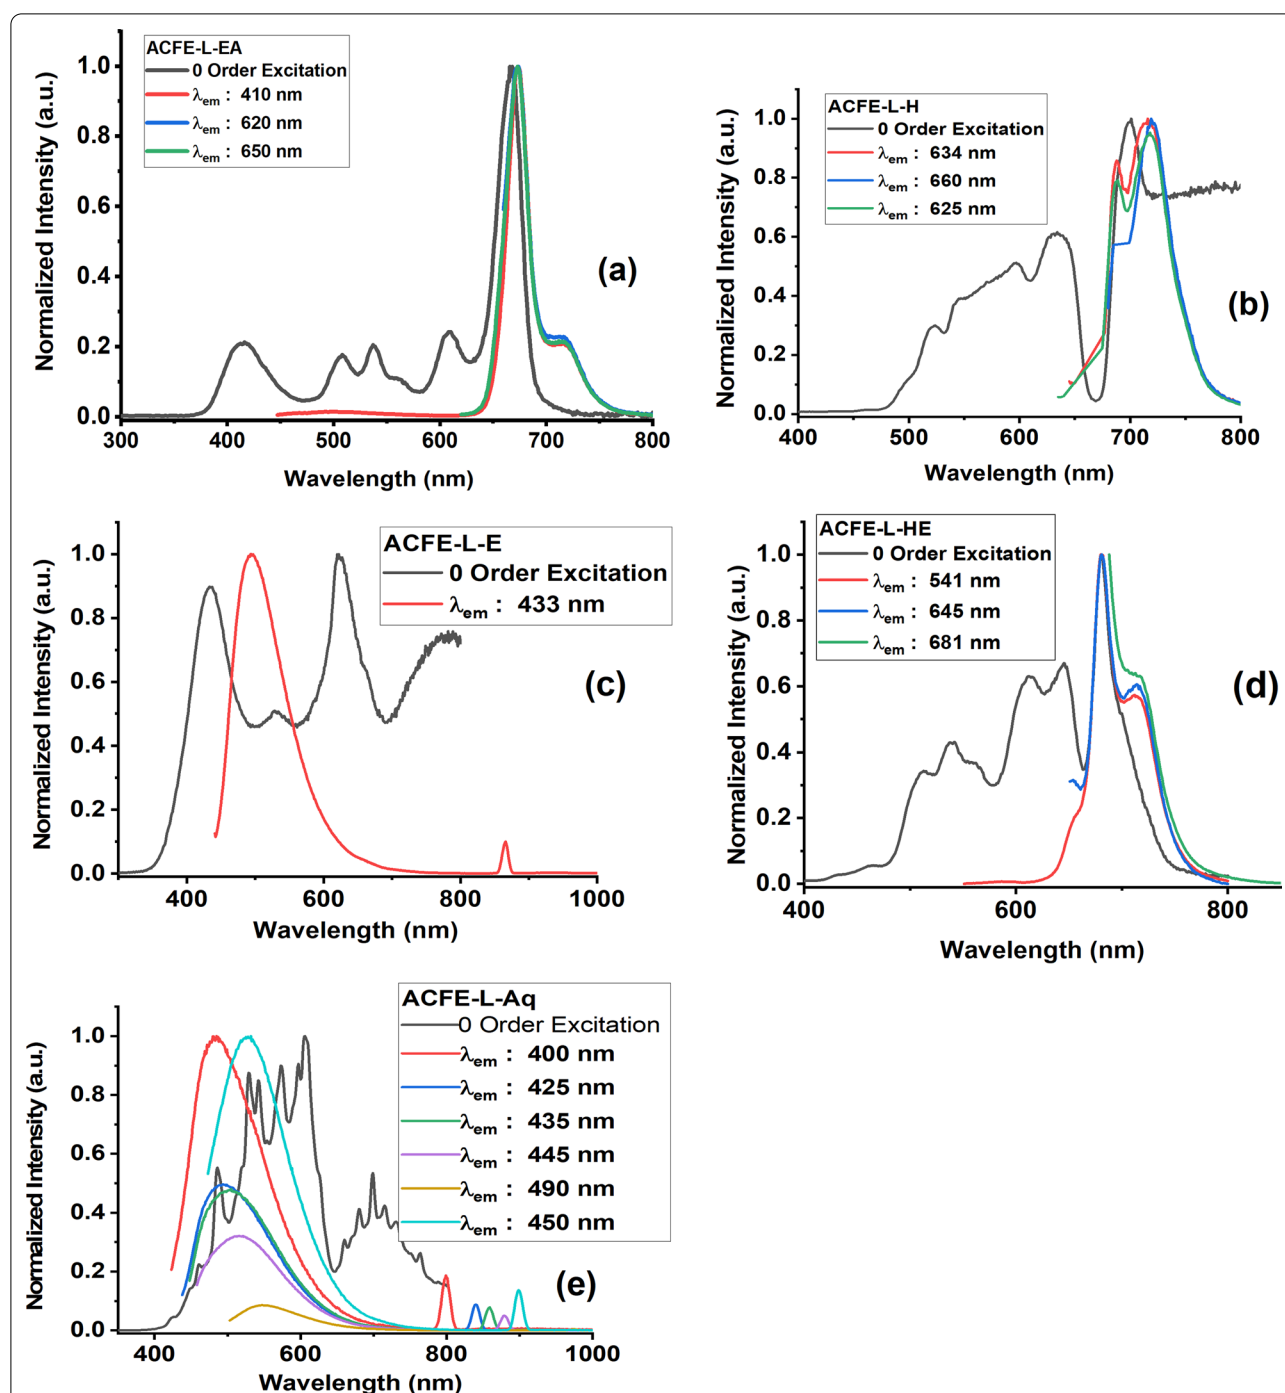 ACFE-L-EA
0 Order Excitation
λem : 410 nm
λem : 620 nm
λem : 650 nm
Normalized Intensity (a.u.)
1.0
0.8
0.6
0.4
0.2
0.0
300 400 500 600 700 800
Wavelength (nm)
(a)
ACFE-L-H
0 Order Excitation
λem : 634 nm
λem : 660 nm
λem : 625 nm
Normalized Intensity (a.u.)
1.0
0.8
0.6
0.4
0.2
0.0
400 500 600 700 800
Wavelength (nm)
(b)
ACFE-L-E
0 Order Excitation
λem : 433 nm
Normalized Intensity (a.u.)
1.0
0.8
0.6
0.4
0.2
0.0
400 600 800 1000
Wavelength (nm)
(c)
ACFE-L-HE
0 Order Excitation
λem : 541 nm
λem : 645 nm
λem : 681 nm
Normalized Intensity (a.u.)
1.0
0.8
0.6
0.4
0.2
0.0
400 600 800
Wavelength (nm)
(d)
ACFE-L-Aq
0 Order Excitation
λem : 400 nm
λem : 425 nm
λem : 435 nm
λem : 445 nm
λem : 490 nm
λem : 450 nm
Normalized Intensity (a.u.)
1.0
0.8
0.6
0.4
0.2
0.0
400 600 800 1000
Wavelength (nm)
(e)